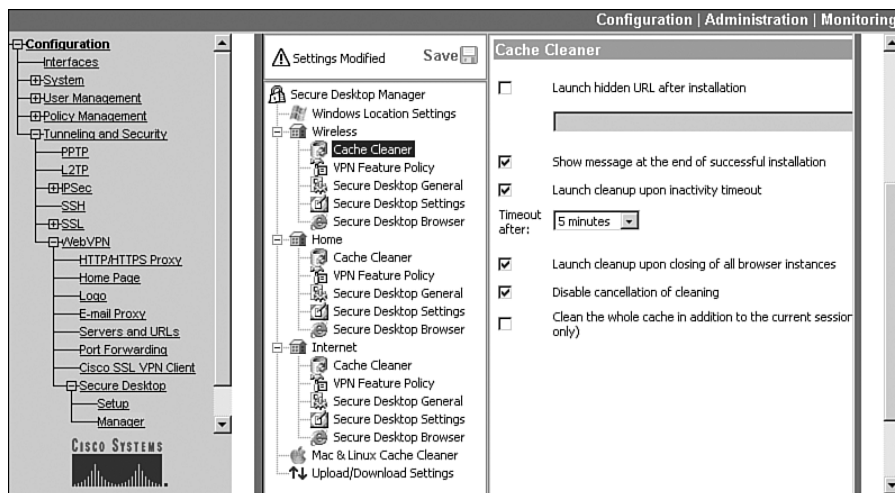 Configuration | Administration | Monitoring
Configuration
Interfaces
System
User Management
Policy Management
Tunneling and Security
PPTP
L2TP
IPSec
SSH
SSL
WebVPN
HTTP/HTTPS Proxy
Home Page
Logo
E-mail Proxy
Servers and URLs
Port Forwarding
Cisco SSL VPN Client
Secure Desktop
Setup
Manager
CISCO SYSTEMS
Settings Modified Save
Secure Desktop Manager
Windows Location Settings
Wireless
Cache Cleaner
VPN Feature Policy
Secure Desktop General
Secure Desktop Settings
Secure Desktop Browser
Home
Cache Cleaner
VPN Feature Policy
Secure Desktop General
Secure Desktop Settings
Secure Desktop Browser
Internet
Cache Cleaner
VPN Feature Policy
Secure Desktop General
Secure Desktop Settings
Secure Desktop Browser
Mac & Linux Cache Cleaner
Upload/Download Settings
Cache Cleaner
Launch hidden URL after installation
Show message at the end of successful installation
Launch cleanup upon inactivity timeout
Timeout
after: 5 minutes
Launch cleanup upon closing of all browser instances
Disable cancellation of cleaning
Clean the whole cache in addition to the current session
only)